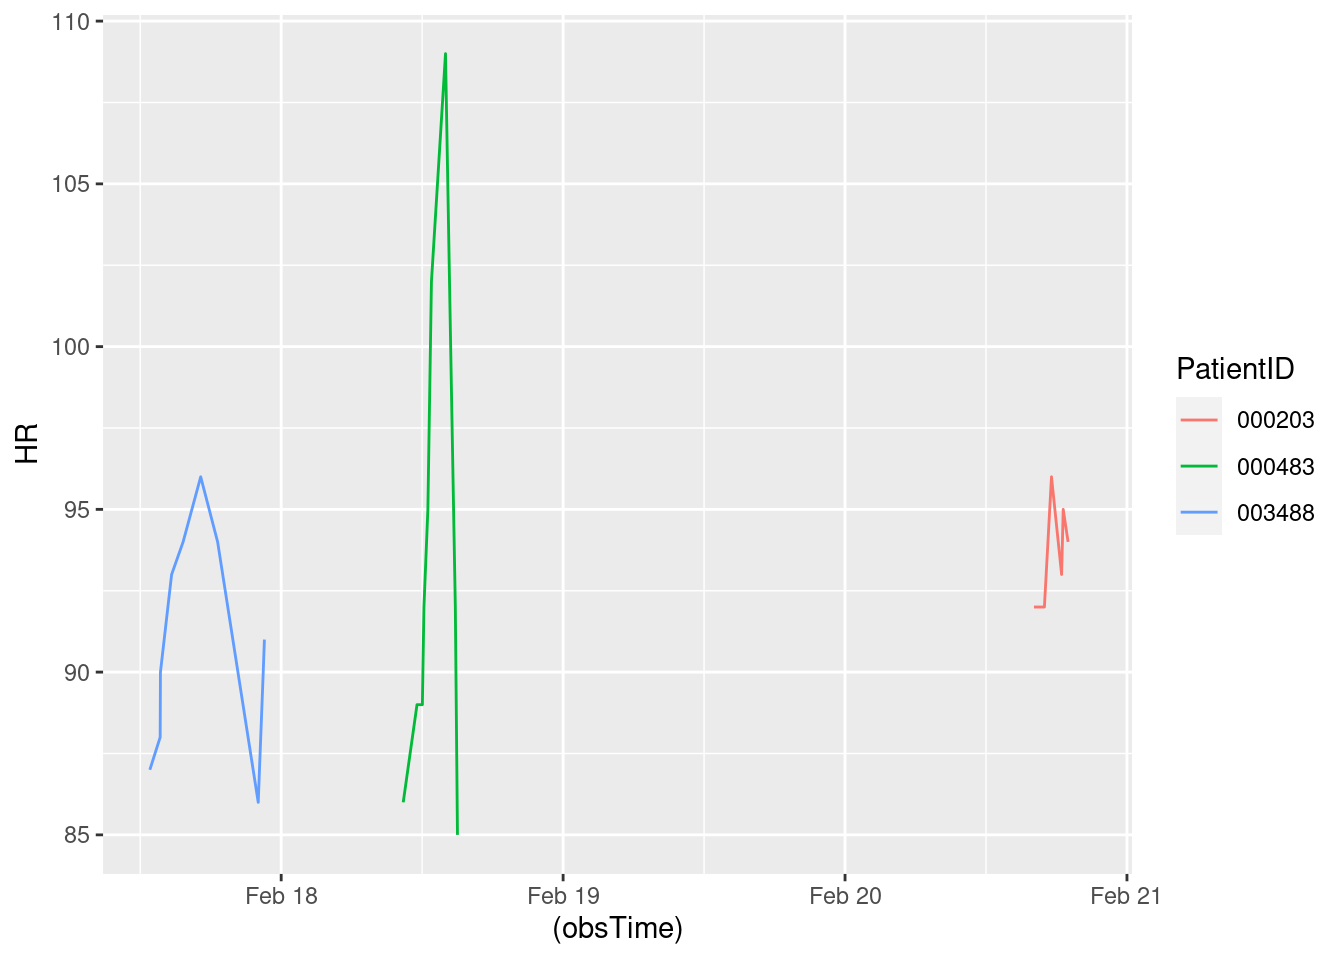 110
105
100
95
90
85
HR
Feb 18
Feb 19
Feb 20
Feb 21
(obsTime)
PatientID
000203
000483
003488